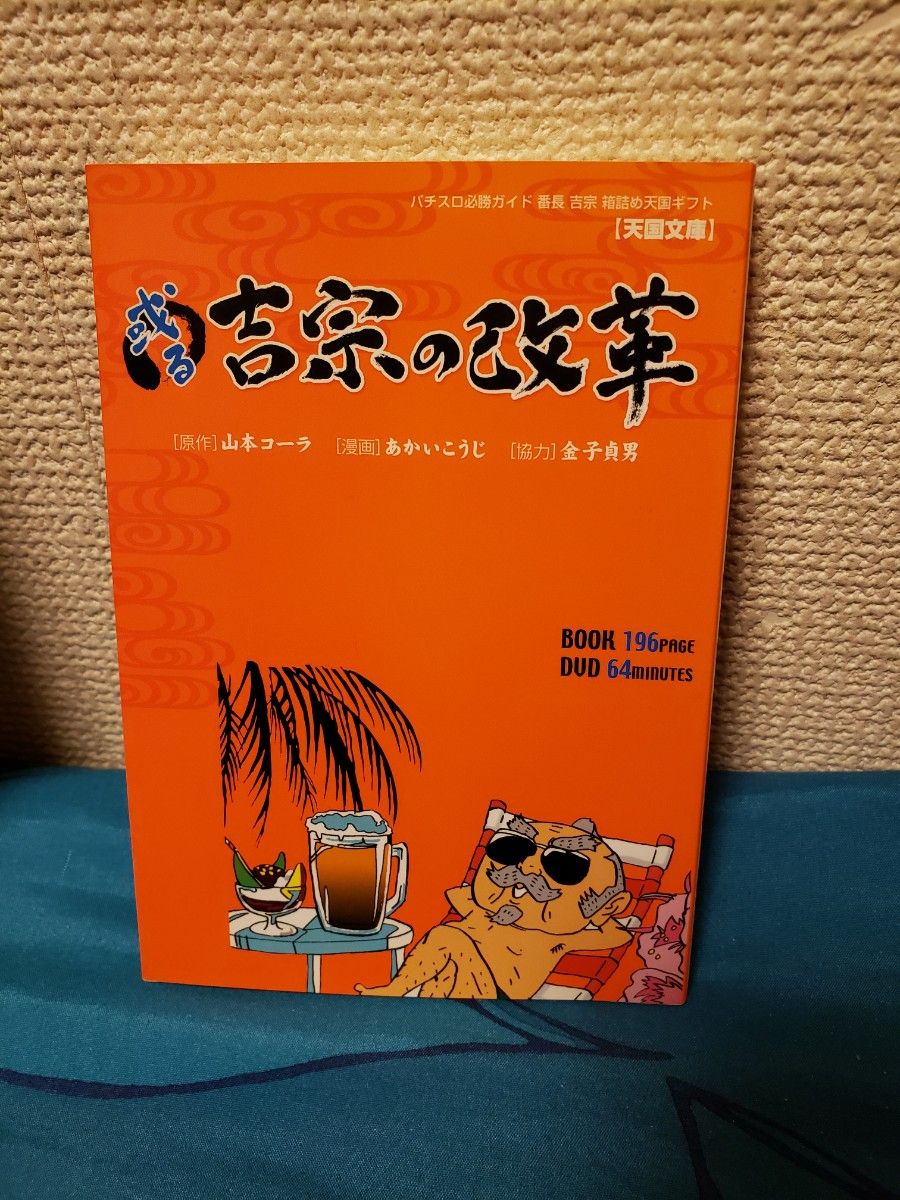 パチスロ必勝ガイド 番長 吉宗 箱詰め天国ギフト
【天国文庫】
或る吉宗の改革
[原作]山本コーラ [漫画]あかいこうじ [協力]金子貞男
BOOK 196PAGE
DVD 64MINUTES